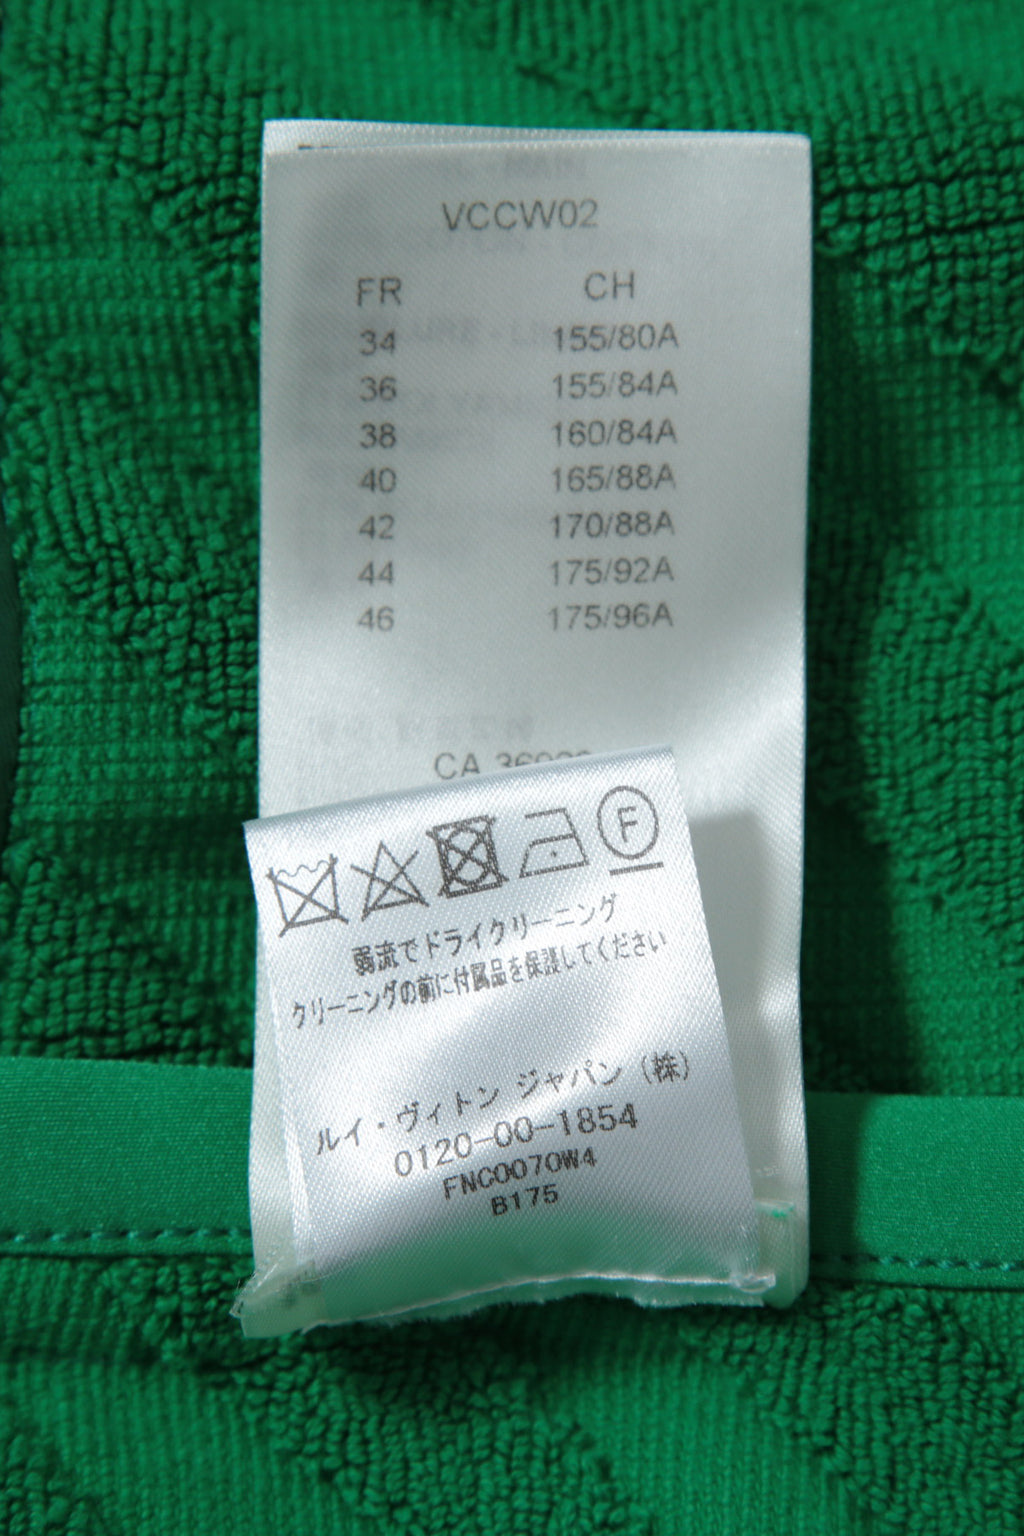 VCCW02
FR CH
34 155/80A
36 155/84A
38 160/84A
40 165/88A
42 170/88A
44 175/92A
46 175/96A
CA
F
弱流でドライクリーニング
クリーニングの前に付属品を保護してください
ルイ・ヴィトン ジャパン（株）
0120-00-1854
FNC0070W4
B175